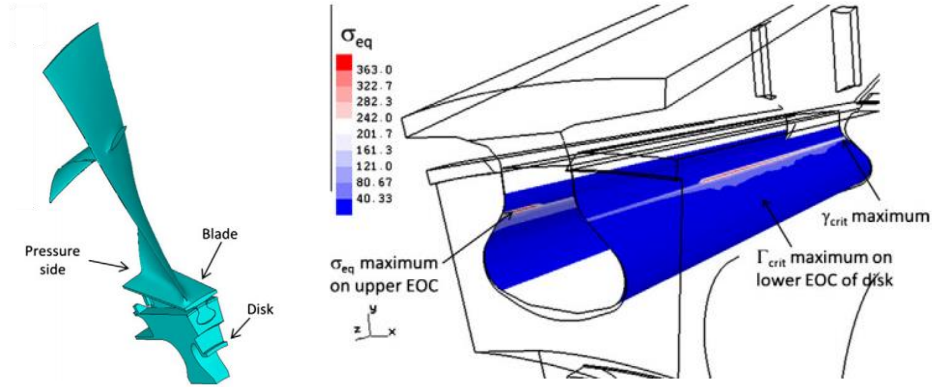 Pressure
side
Blade
Disk
σeq
363.0
322.7
282.3
242.0
201.7
161.3
121.0
80.67
40.33
γcrit maximum
σeq maximum
on upper EOC
Γcrit maximum on
lower EOC of disk
y
z
x